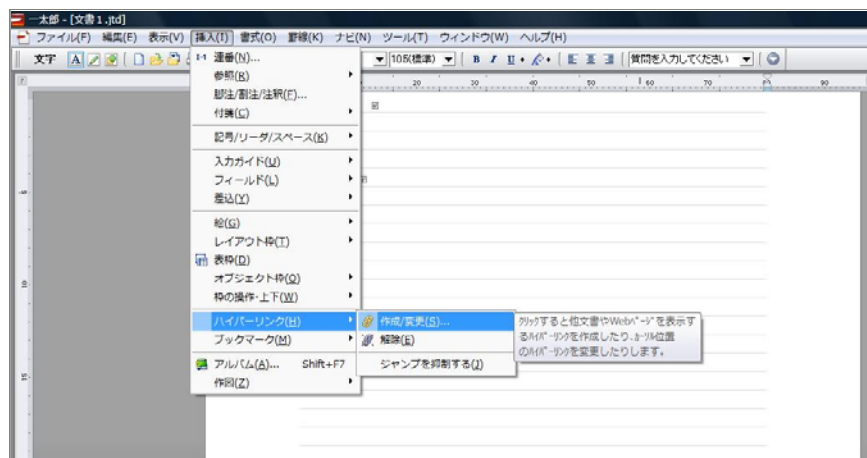 一太郎 - [文書1.jtd]
ファイル(F) 編集(E) 表示(V) 挿入(I) 書式(O) 罫線(K) ナビ(N) ツール(T) ウィンドウ(W) ヘルプ(H)
文字 A 10.5(標準) B I U 質問を入力してください
連番(N)...
参照(R)
脚注/割注/注釈(F)...
付箋(C)
記号/リーダ/スペース(K)
入力ガイド(U)
フィールド(L)
差込(Y)
絵(G)
レイアウト枠(T)
表枠(D)
オブジェクト枠(O)
枠の操作・上下(W)
ハイパーリンク(H) 作成/変更(S)...
クリックすると他文書やWebページを表示す
るハイパーリンクを作成したり、カーソル位置
のハイパーリンクを変更したりします。
ブックマーク(M) 解除(E)
アルバム(A)... Shift+F7 ジャンプを抑制する(J)
作図(Z)
20 30 40 50 60 70 80 90
5
15